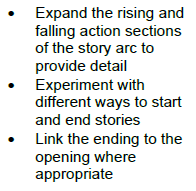 • Expand the rising and
falling action sections
of the story arc to
provide detail
• Experiment with
different ways to start
and end stories
• Link the ending to the
opening where
appropriate